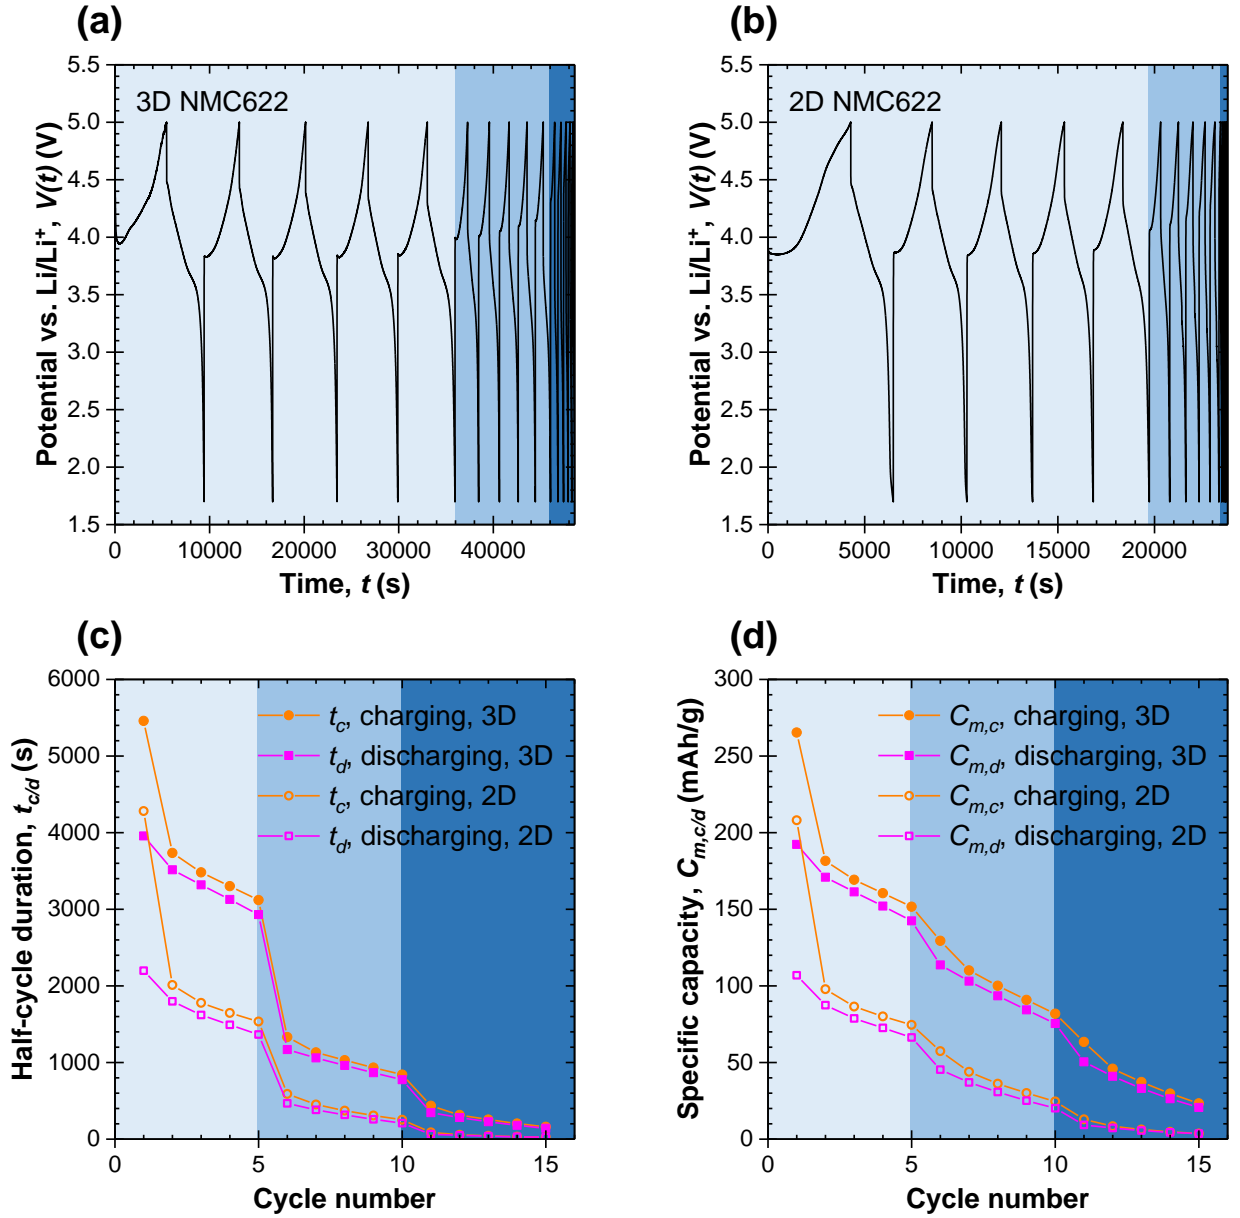 (a)
(b)
3D NMC622
2D NMC622
5.5
5.0
4.5
4.0
3.5
3.0
2.5
2.0
1.5
Potential vs. Li/Li⁺, V(t) (V)
0
10000
20000
30000
40000
Time, t (s)
5.5
5.0
4.5
4.0
3.5
3.0
2.5
2.0
1.5
Potential vs. Li/Li⁺, V(t) (V)
0
5000
10000
15000
20000
Time, t (s)
(c)
(d)
6000
5000
4000
3000
2000
1000
0
Half-cycle duration, t_c/d (s)
t_c, charging, 3D
t_d, discharging, 3D
t_c, charging, 2D
t_d, discharging, 2D
0
5
10
15
Cycle number
300
250
200
150
100
50
0
Specific capacity, C_m,c/d (mAh/g)
C_m,c, charging, 3D
C_m,d, discharging, 3D
C_m,c, charging, 2D
C_m,d, discharging, 2D
0
5
10
15
Cycle number